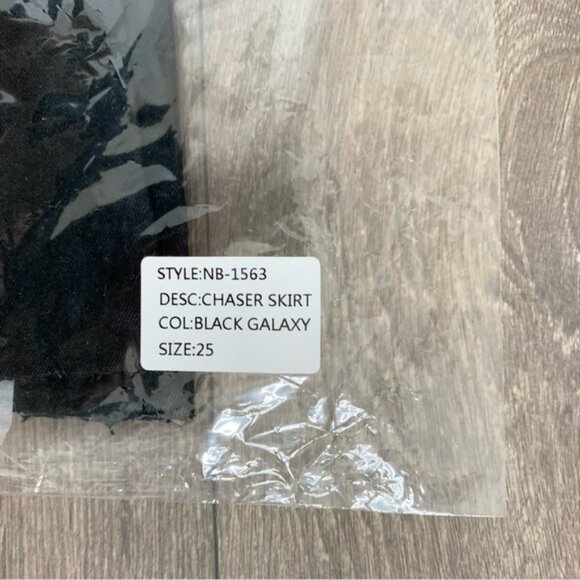 STYLE:NB-1563
DESC:CHASER SKIRT
COL:BLACK GALAXY
SIZE:25